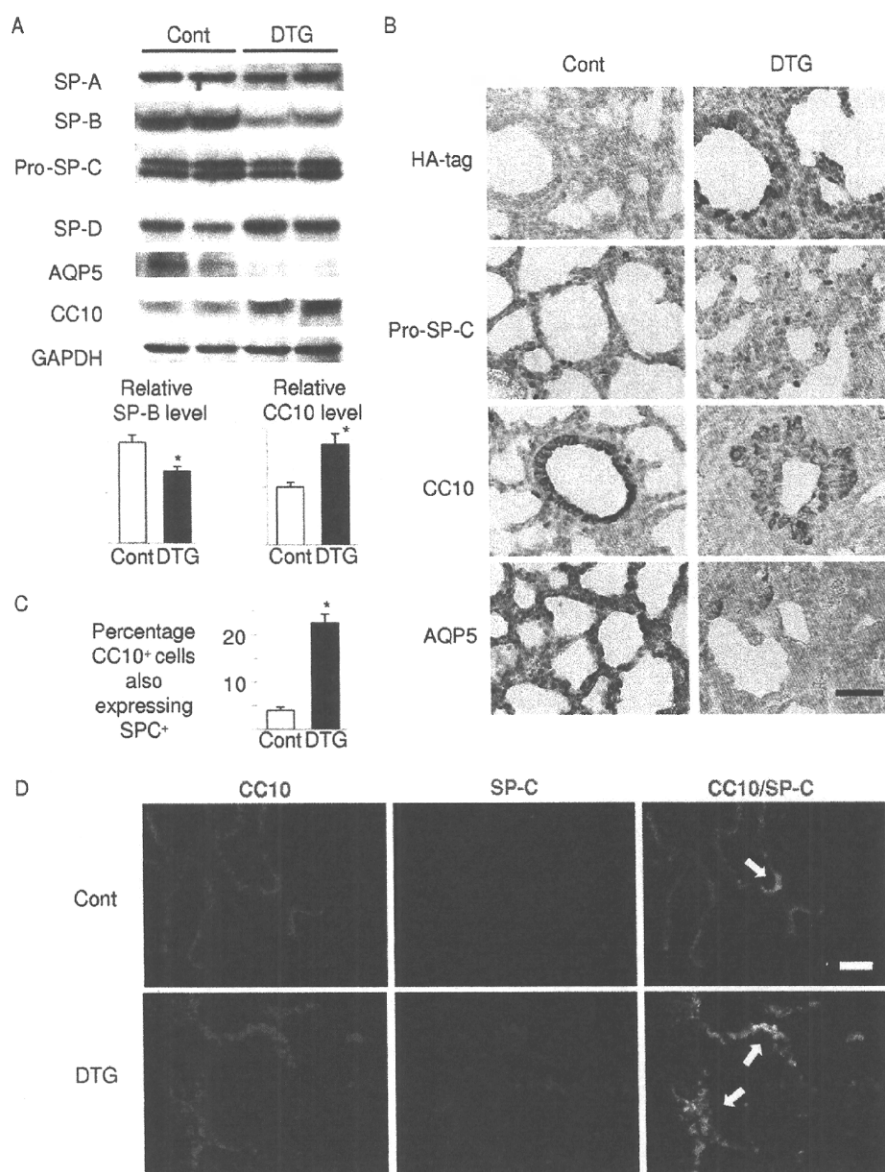 A
Cont DTG
SP-A
SP-B
Pro-SP-C
SP-D
AQP5
CC10
GAPDH
Relative
SP-B level
*
Cont DTG
Relative
CC10 level
*
Cont DTG
B
Cont DTG
HA-tag
Pro-SP-C
CC10
AQP5
C
Percentage
CC10⁺ cells
also
expressing
SPC⁺
20
10
*
Cont DTG
D
CC10 SP-C CC10/SP-C
Cont
DTG